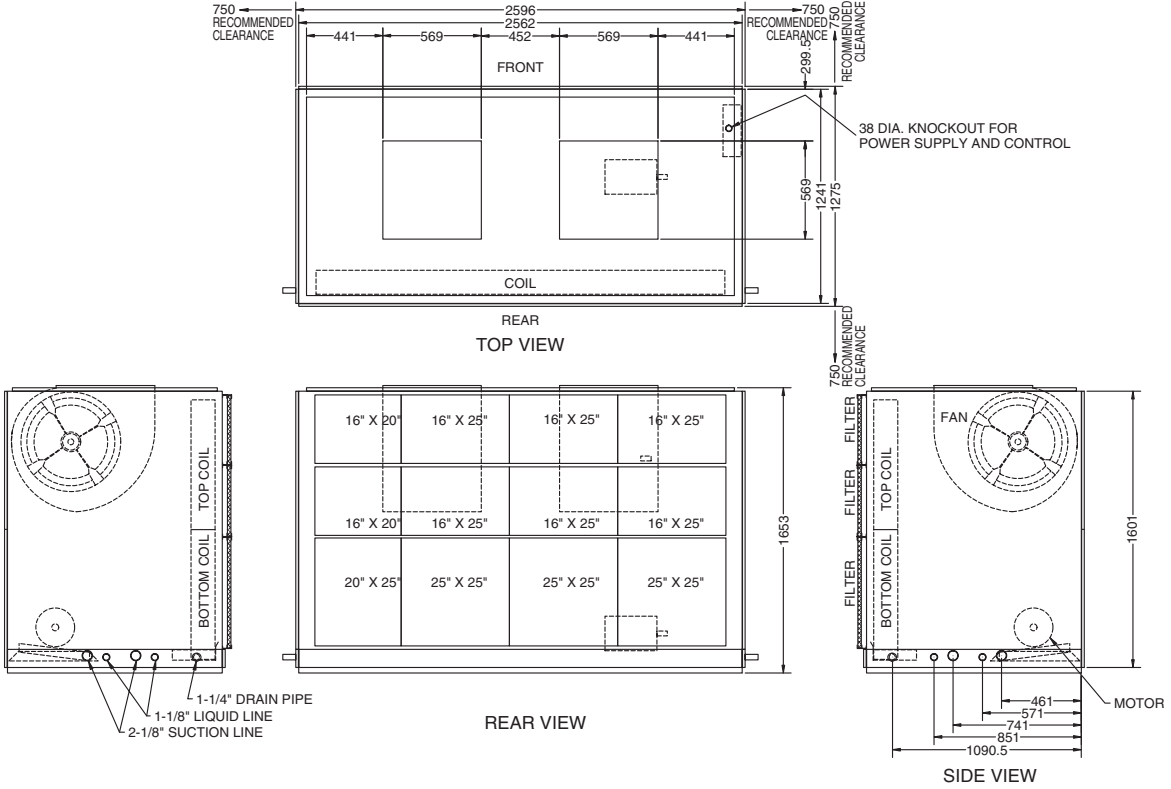 750
RECOMMENDED
CLEARANCE
2596
2562
750
RECOMMENDED
CLEARANCE
441
569
452
569
441
FRONT
299.5
750
RECOMMENDED
CLEARANCE
38 DIA. KNOCKOUT FOR
POWER SUPPLY AND CONTROL
569
1241
1275
COIL
REAR
TOP VIEW
750
RECOMMENDED
CLEARANCE
TOP COIL
BOTTOM COIL
1-1/4" DRAIN PIPE
1-1/8" LIQUID LINE
2-1/8" SUCTION LINE
16" X 20"
16" X 25"
16" X 25"
16" X 25"
16" X 20"
16" X 25"
16" X 25"
16" X 25"
20" X 25"
25" X 25"
25" X 25"
25" X 25"
1653
REAR VIEW
FILTER
FILTER
FILTER
TOP COIL
BOTTOM COIL
FAN
1601
461
571
741
851
1090.5
MOTOR
SIDE VIEW